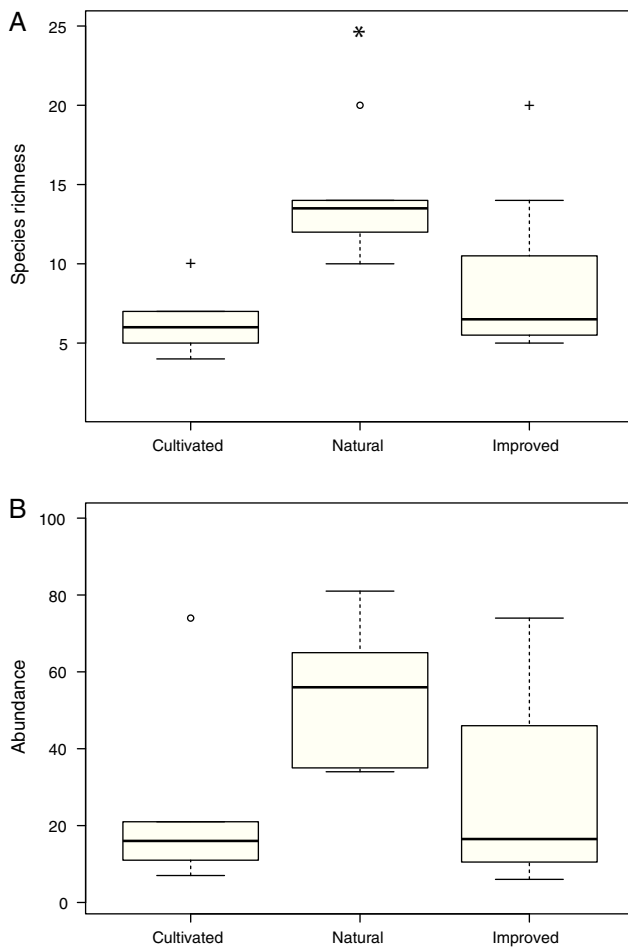 A
Species richness
25
20
15
10
5
*
+
+
Cultivated Natural Improved
B
Abundance
100
80
60
40
20
0
Cultivated Natural Improved